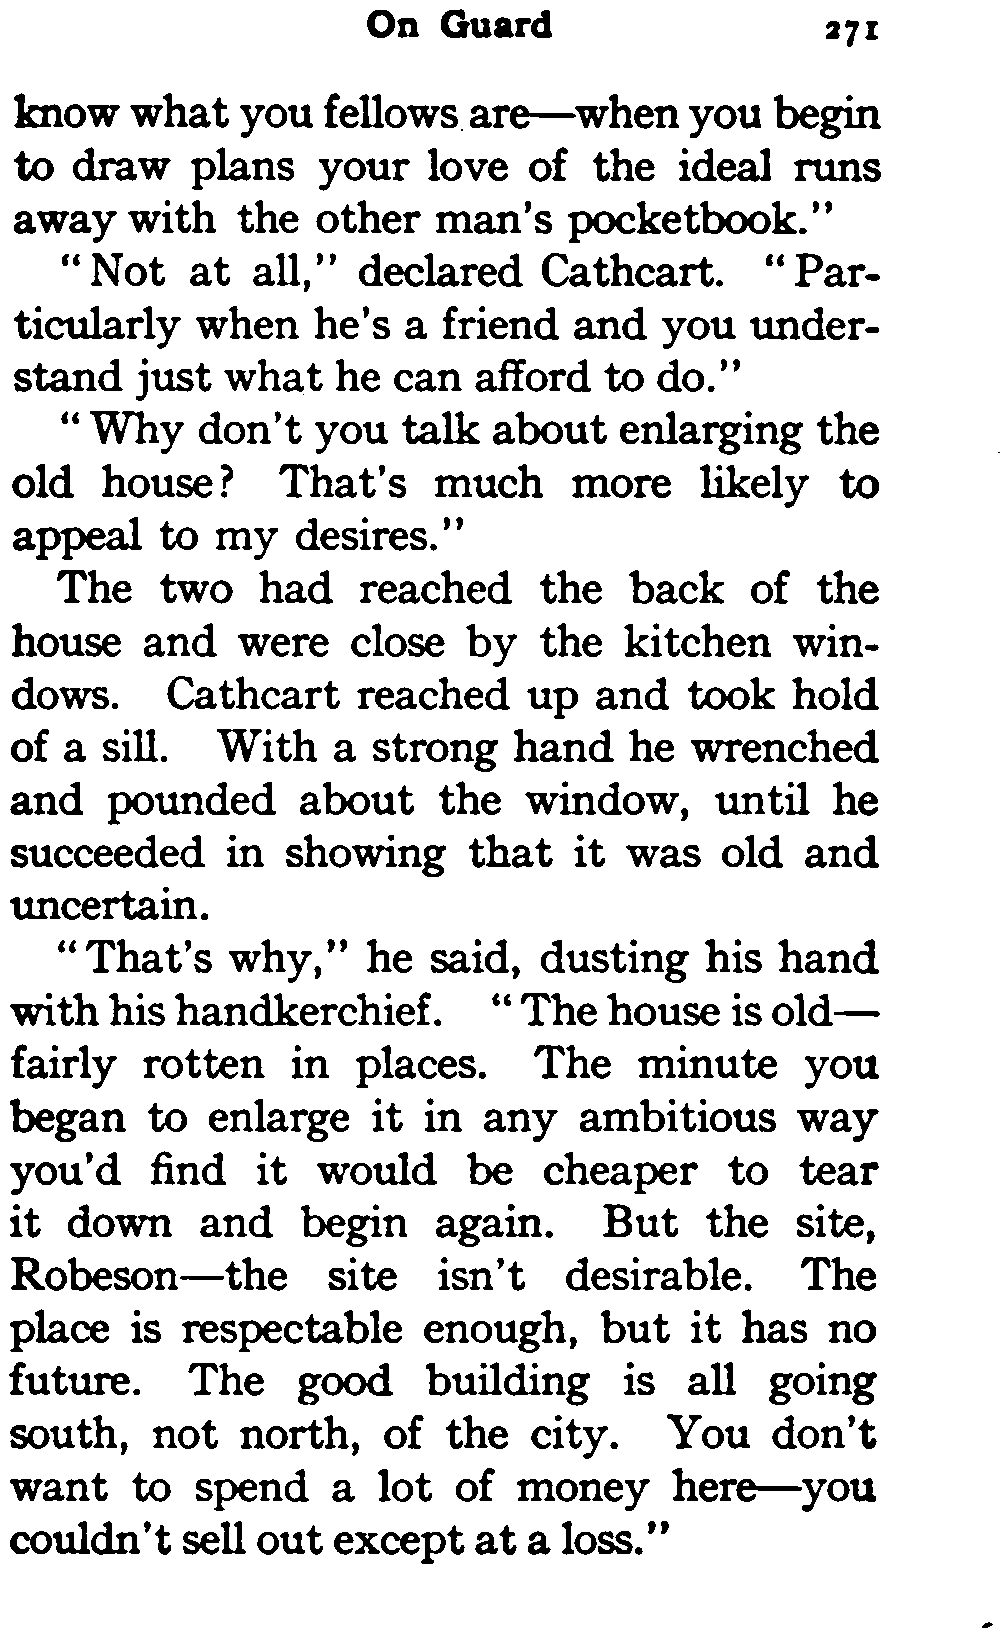 On Guard 271
know what you fellows are—when you begin
to draw plans your love of the ideal runs
away with the other man's pocketbook."
"Not at all," declared Cathcart. "Par-
ticularly when he's a friend and you under-
stand just what he can afford to do."
"Why don't you talk about enlarging the
old house? That's much more likely to
appeal to my desires."
The two had reached the back of the
house and were close by the kitchen win-
dows. Cathcart reached up and took hold
of a sill. With a strong hand he wrenched
and pounded about the window, until he
succeeded in showing that it was old and
uncertain.
"That's why," he said, dusting his hand
with his handkerchief. "The house is old—
fairly rotten in places. The minute you
began to enlarge it in any ambitious way
you'd find it would be cheaper to tear
it down and begin again. But the site,
Robeson—the site isn't desirable. The
place is respectable enough, but it has no
future. The good building is all going
south, not north, of the city. You don't
want to spend a lot of money here—you
couldn't sell out except at a loss."